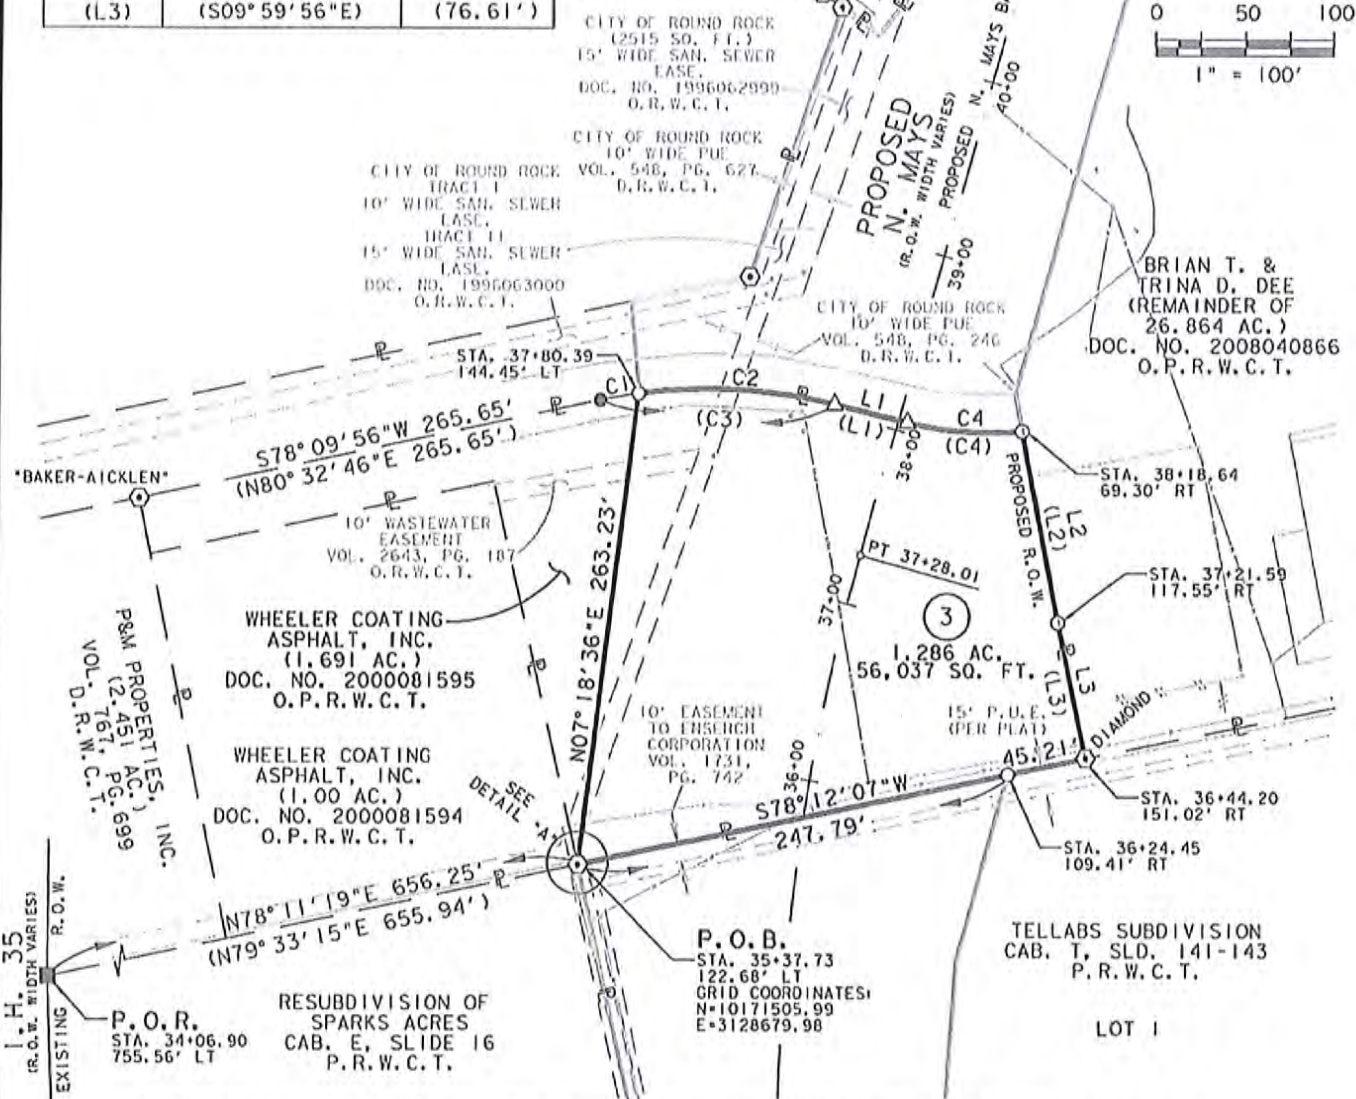 (L3) (S09°59'56"E) (76.61')
0 50 100
1" = 100'
CITY OF ROUND ROCK
(2515 SQ. FT.)
15' WIDE SAN. SEWER
EASE.
DOC. NO. 1996062999
O.R.W.C.T.
CITY OF ROUND ROCK
10' WIDE PUE
VOL. 548, PG. 627
D.R.W.C.T.
CITY OF ROUND ROCK
TRACT I
10' WIDE SAN. SEWER
EASE.
TRACT II
15' WIDE SAN. SEWER
EASE.
DOC. NO. 1996063000
O.R.W.C.T.
PROPOSED
N. MAYS
(R.O.W. WIDTH VARIES)
PROPOSED N. MAYS
40+00
39+00
CITY OF ROUND ROCK
10' WIDE PUE
VOL. 548, PG. 246
D.R.W.C.T.
BRIAN T. &
TRINA D. DEE
(REMAINDER OF
26.864 AC.)
DOC. NO. 2008040866
O.P.R.W.C.T.
STA. 37+80.39
144.45' LT
C1
C2
(C3)
L1
(L1)
C4
(C4)
38+00
S78°09'56"W 265.65'
(N80°32'46"E 265.65')
"BAKER-AICKLEN"
10' WASTEWATER
EASEMENT
VOL. 2643, PG. 187
O.R.W.C.T.
N07°18'36"E 263.23'
STA. 38+18.64
69.30' RT
PROPOSED R.O.W.
L2
(L2)
PT 37+28.01
37+00
STA. 37+21.59
117.55' RT
3
1.286 AC.
56,037 SQ. FT.
L3
(L3)
WHEELER COATING
ASPHALT, INC.
(1.691 AC.)
DOC. NO. 2000081595
O.P.R.W.C.T.
P&M PROPERTIES, INC.
(2.451 AC.)
VOL. 767, PG. 699
D.R.W.C.T.
WHEELER COATING
ASPHALT, INC.
(1.00 AC.)
DOC. NO. 2000081594
O.P.R.W.C.T.
10' EASEMENT
TO ENSERCH
CORPORATION
VOL. 1731,
PG. 742
15' P.U.E.
(PER PLAT)
DIAMOND
36+00
45.21'
S78°12'07"W
247.79'
SEE
DETAIL "A"
STA. 36+44.20
151.02' RT
STA. 36+24.45
109.41' RT
N78°11'19"E 656.25'
(N79°33'15"E 655.94')
I.H. 35
(R.O.W. WIDTH VARIES)
EXISTING R.O.W.
P.O.R.
STA. 34+06.90
755.56' LT
RESUBDIVISION OF
SPARKS ACRES
CAB. E, SLIDE 16
P.R.W.C.T.
P.O.B.
STA. 35+37.73
122.68' LT
GRID COORDINATES:
N=10171505.99
E=3128679.98
TELLABS SUBDIVISION
CAB. T, SLD. 141-143
P.R.W.C.T.
LOT 1